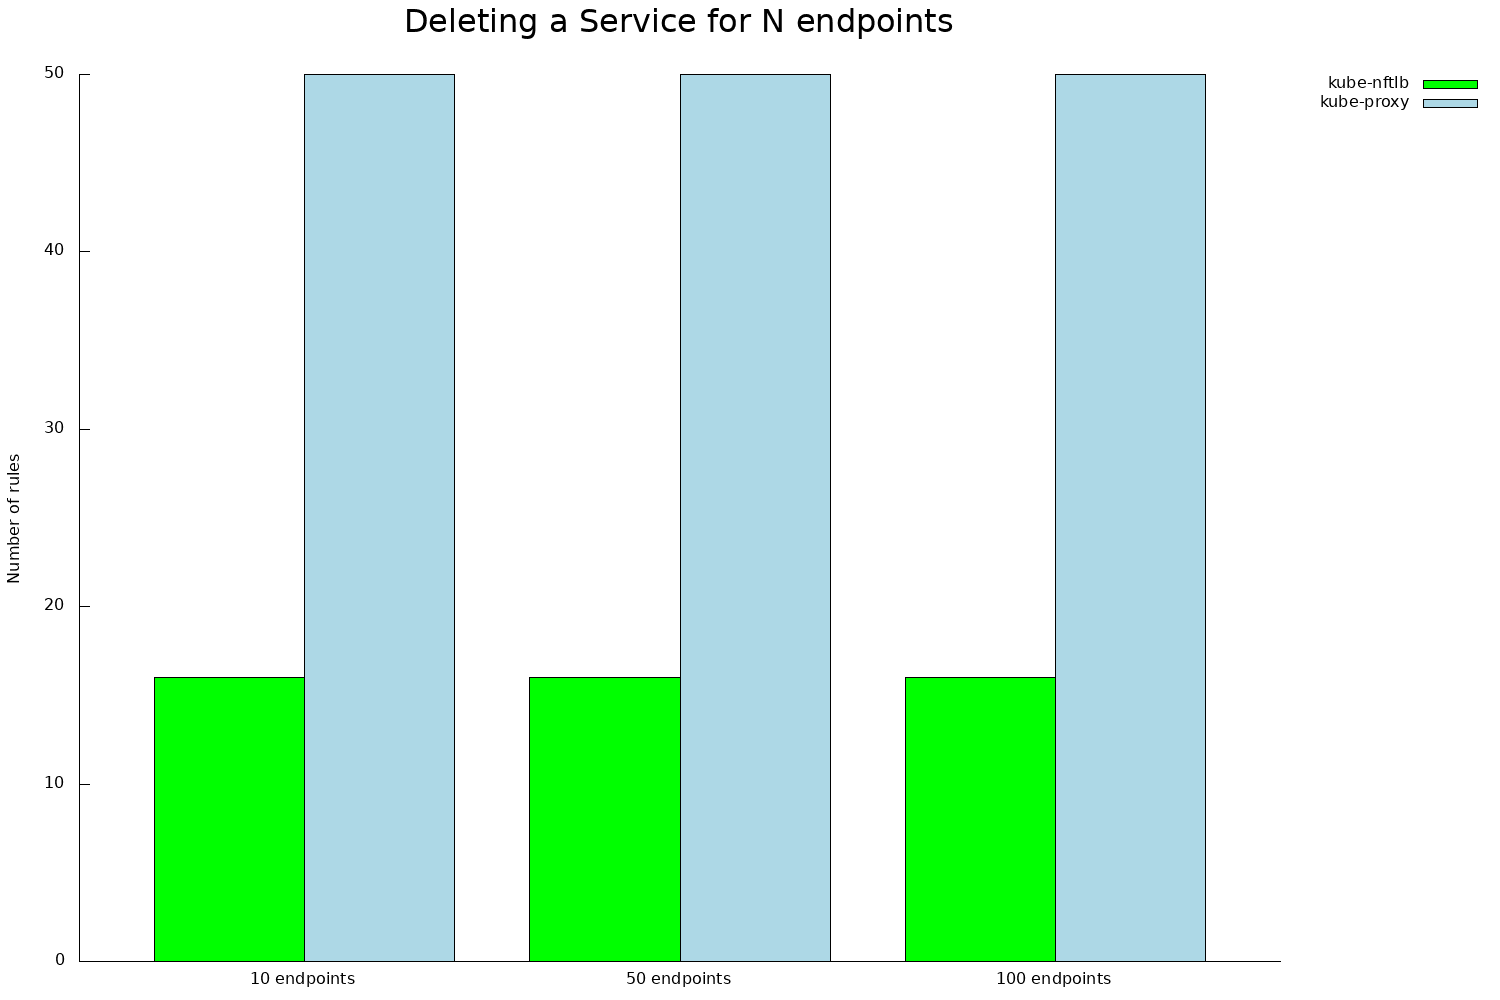 Deleting a Service for N endpoints
kube-nftlb
kube-proxy
Number of rules
50
40
30
20
10
0
10 endpoints
50 endpoints
100 endpoints